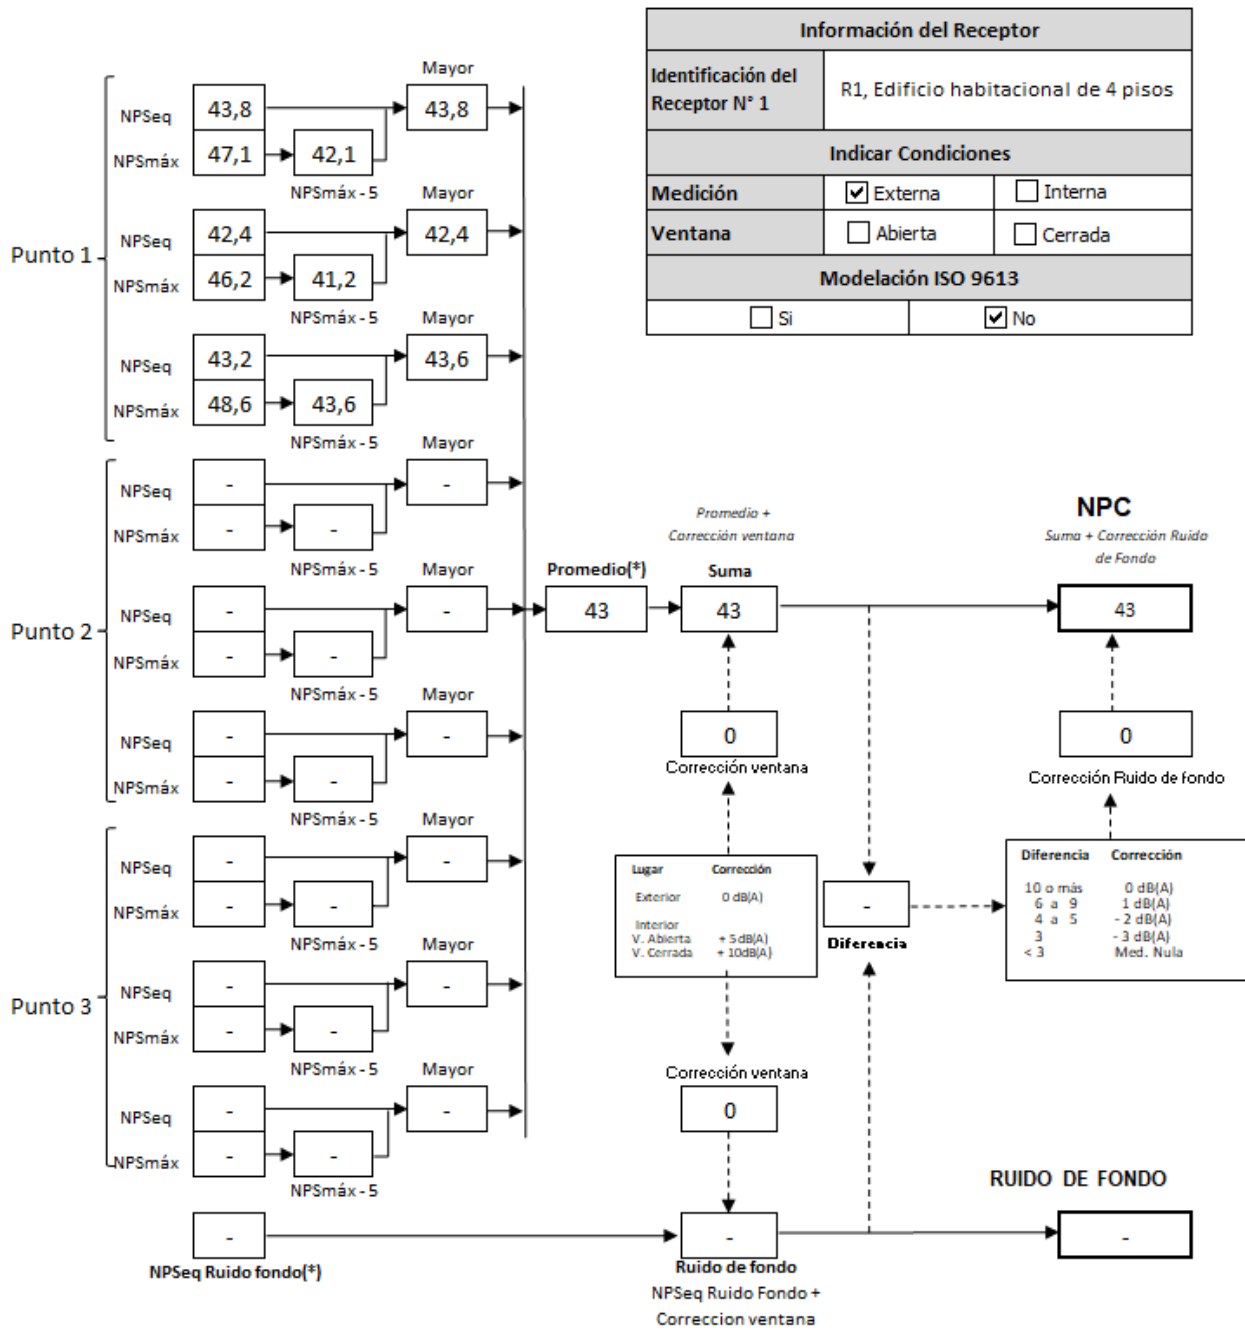 Información del Receptor
Identificación del Receptor N° 1
R1, Edificio habitacional de 4 pisos
Indicar Condiciones
Medición
Externa
Interna
Ventana
Abierta
Cerrada
Modelación ISO 9613
Si
No
Punto 1
Mayor
NPSeq
43,8
43,8
NPSmáx
47,1
42,1
NPSmáx - 5
Mayor
NPSeq
42,4
42,4
NPSmáx
46,2
41,2
NPSmáx - 5
Mayor
NPSeq
43,2
43,6
NPSmáx
48,6
43,6
NPSmáx - 5
Punto 2
Mayor
NPSeq
-
-
NPSmáx
-
-
NPSmáx - 5
Mayor
NPSeq
-
-
NPSmáx
-
-
NPSmáx - 5
Mayor
NPSeq
-
-
NPSmáx
-
-
NPSmáx - 5
Punto 3
Mayor
NPSeq
-
-
NPSmáx
-
-
NPSmáx - 5
Mayor
NPSeq
-
-
NPSmáx
-
-
NPSmáx - 5
Mayor
NPSeq
-
-
NPSmáx
-
-
NPSmáx - 5
Promedio(*)
43
Promedio +
Corrección ventana
Suma
43
NPC
Suma + Corrección Ruido
de Fondo
43
0
Corrección ventana
0
Corrección Ruido de fondo
Lugar Corrección
Exterior 0 dB(A)
Interior
V. Abierta + 5dB(A)
V. Cerrada + 10dB(A)
-
Diferencia
Diferencia Corrección
10 o más 0 dB(A)
6 a 9 1 dB(A)
4 a 5 - 2 dB(A)
3 - 3 dB(A)
< 3 Med. Nula
Corrección ventana
0
RUIDO DE FONDO
-
NPSeq Ruido fondo(*)
-
Ruido de fondo
NPSeq Ruido Fondo +
Correccion ventana
-